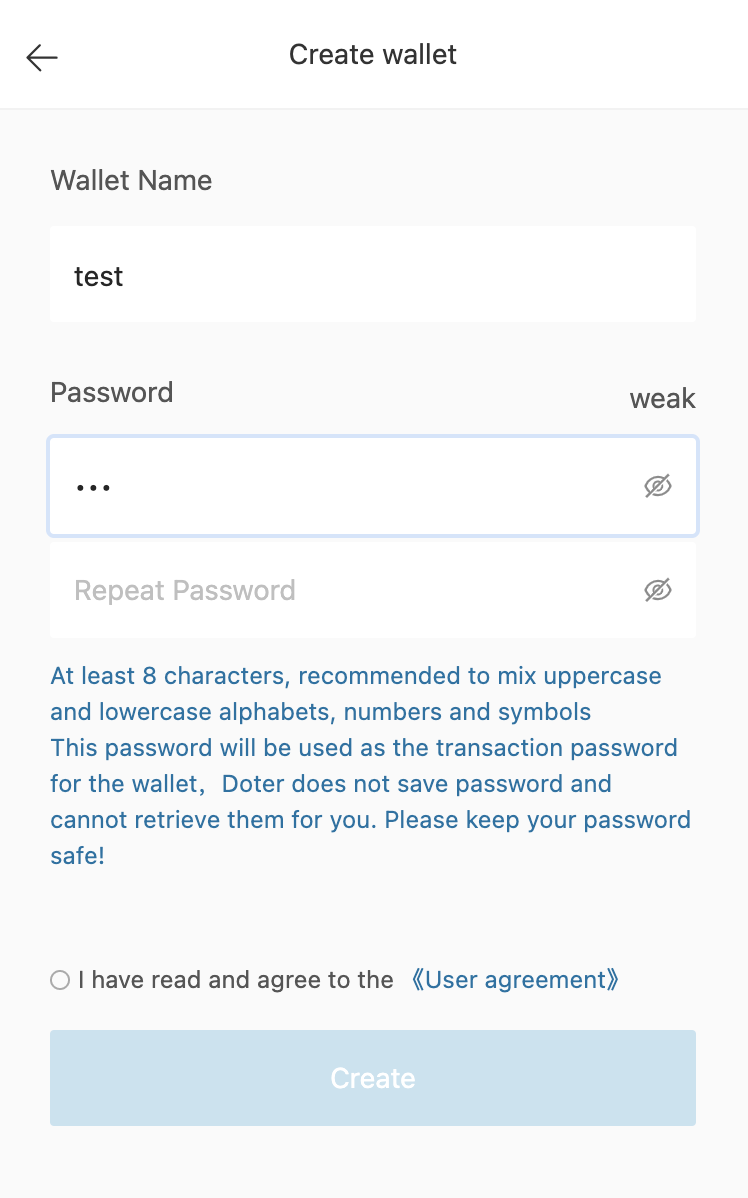 Create wallet
Wallet Name
test
Password
weak
•••
Repeat Password
At least 8 characters, recommended to mix uppercase
and lowercase alphabets, numbers and symbols
This password will be used as the transaction password
for the wallet，Doter does not save password and
cannot retrieve them for you. Please keep your password
safe!
I have read and agree to the 《User agreement》
Create